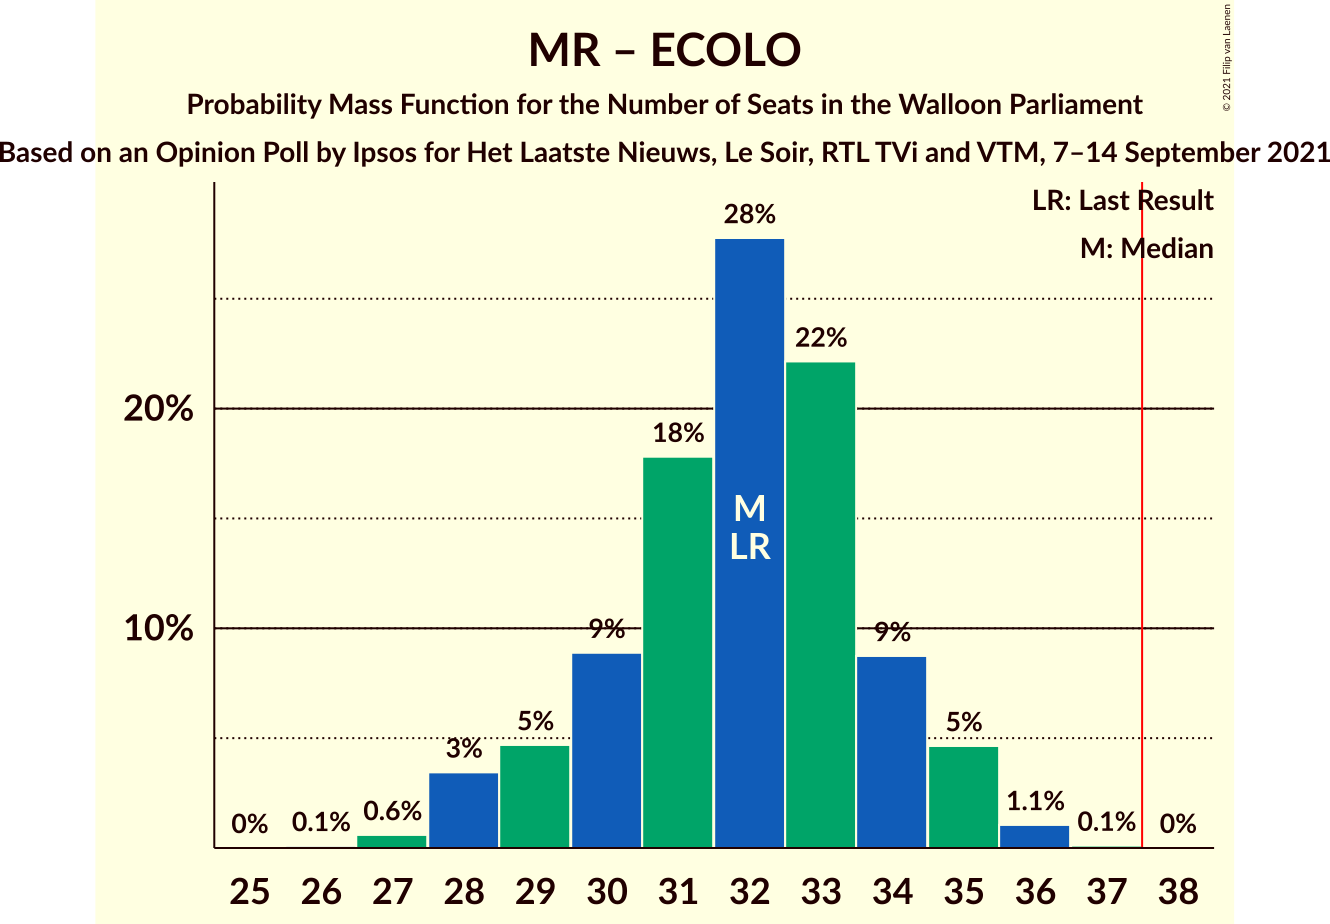 MR – ECOLO
Probability Mass Function for the Number of Seats in the Walloon Parliament
Based on an Opinion Poll by Ipsos for Het Laatste Nieuws, Le Soir, RTL TVi and VTM, 7–14 September 2021
© 2021 Filip van Laenen
LR: Last Result
M: Median
28%
22%
20%
18%
M
LR
10%
9%
9%
5%
5%
3%
1.1%
0.6%
0%
0.1%
0.1%
0%
25 26 27 28 29 30 31 32 33 34 35 36 37 38